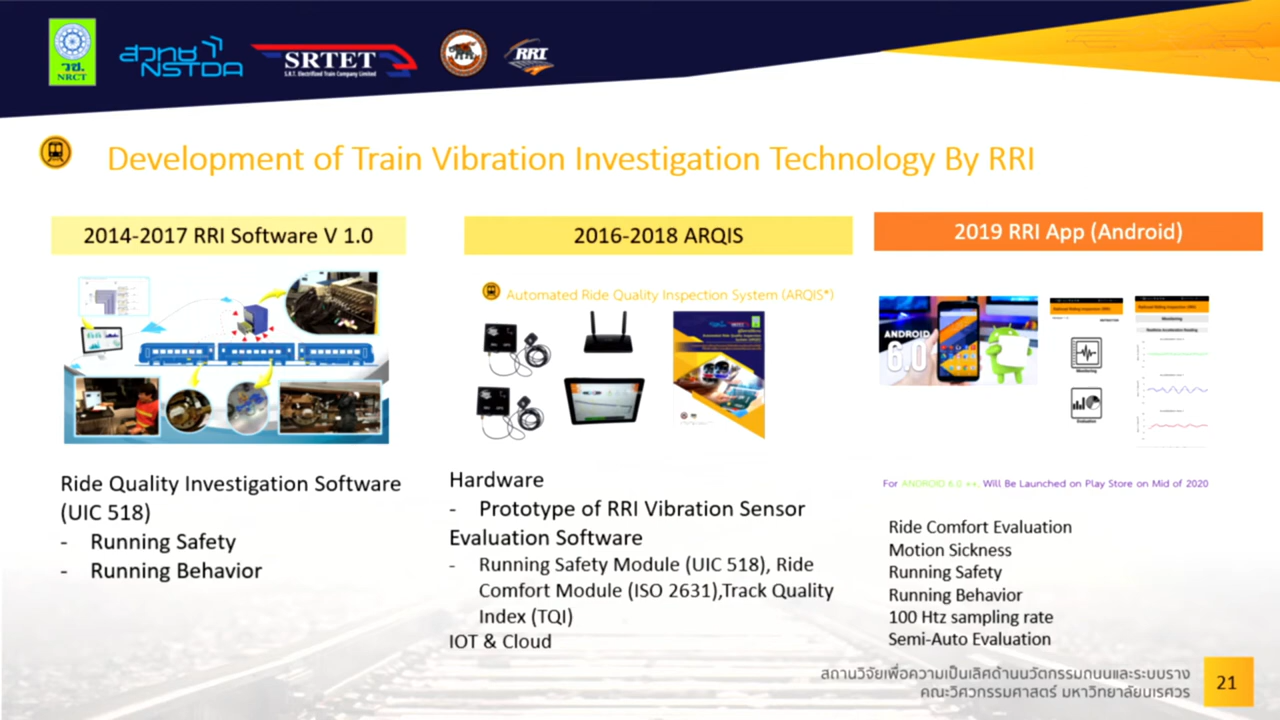 วช.
NRCT
สวทช
NSTDA
SRTET
S.R.T. Electrified Train Company Limited
RRI
Development of Train Vibration Investigation Technology By RRI
2014-2017 RRI Software V 1.0
Ride Quality Investigation Software
(UIC 518)
- Running Safety
- Running Behavior
2016-2018 ARQIS
Automated Ride Quality Inspection System (ARQIS*)
Hardware
- Prototype of RRI Vibration Sensor
Evaluation Software
- Running Safety Module (UIC 518), Ride
Comfort Module (ISO 2631),Track Quality
Index (TQI)
IOT & Cloud
2019 RRI App (Android)
ANDROID
6.0
Monitoring
Evaluation
Monitoring
For ANDROID 6.0 ++, Will Be Launched on Play Store on Mid of 2020
Ride Comfort Evaluation
Motion Sickness
Running Safety
Running Behavior
100 Htz sampling rate
Semi-Auto Evaluation
สถานวิจัยเพื่อความเป็นเลิศด้านนวัตกรรมถนนและระบบราง
คณะวิศวกรรมศาสตร์ มหาวิทยาลัยนเรศวร
21